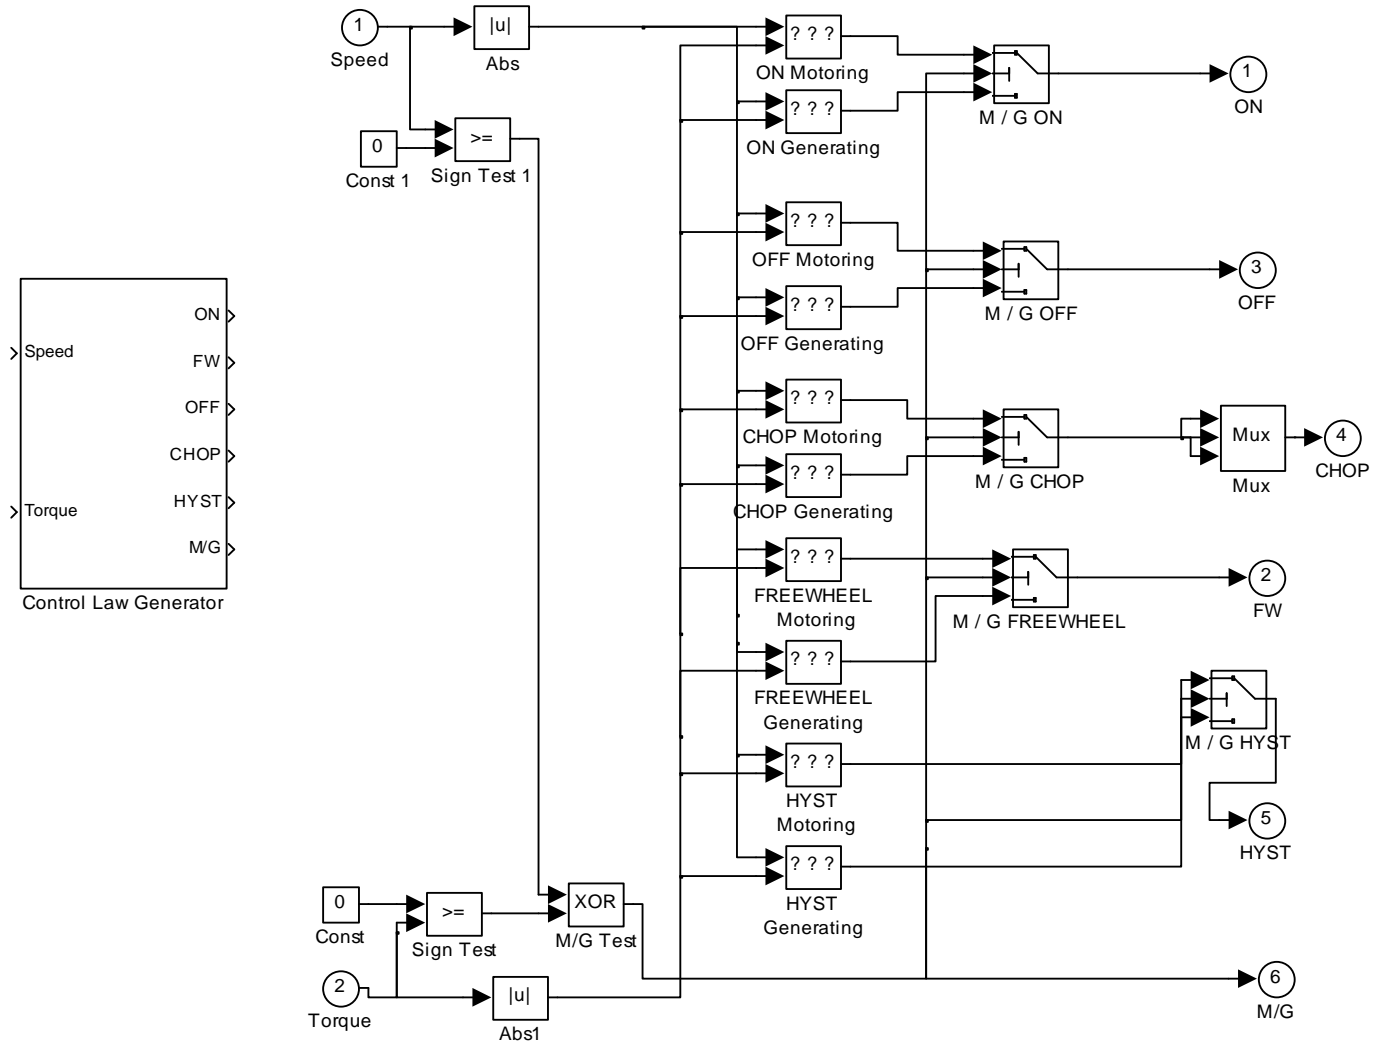 1
Speed
|u|
Abs
0
Const 1
>=
Sign Test 1
? ? ?
ON Motoring
? ? ?
ON Generating
M / G ON
1
ON
? ? ?
OFF Motoring
? ? ?
OFF Generating
M / G OFF
3
OFF
Speed
Torque
ON
FW
OFF
CHOP
HYST
M/G
Control Law Generator
? ? ?
CHOP Motoring
? ? ?
CHOP Generating
M / G CHOP
Mux
Mux
4
CHOP
? ? ?
FREEWHEEL
Motoring
? ? ?
FREEWHEEL
Generating
M / G FREEWHEEL
2
FW
? ? ?
HYST
Motoring
? ? ?
HYST
Generating
M / G HYST
5
HYST
0
Const
>=
Sign Test
XOR
M/G Test
2
Torque
|u|
Abs1
6
M/G